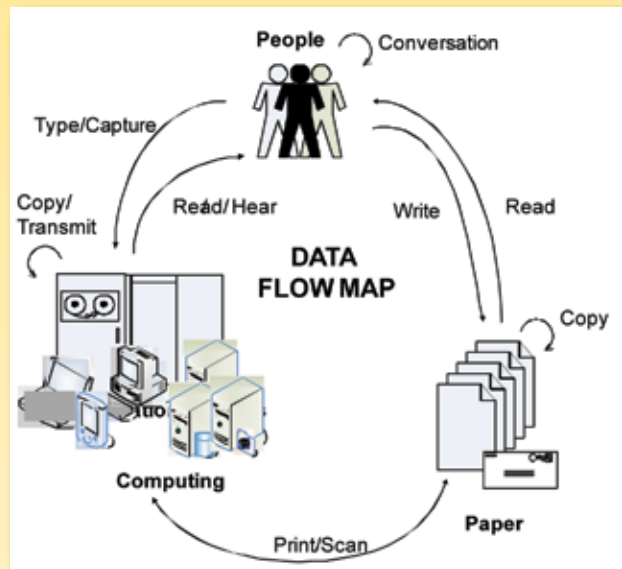 People
Conversation
Type/Capture
Copy/
Transmit
Read/Hear
Write
Read
DATA
FLOW MAP
Copy
Computing
Paper
Print/Scan